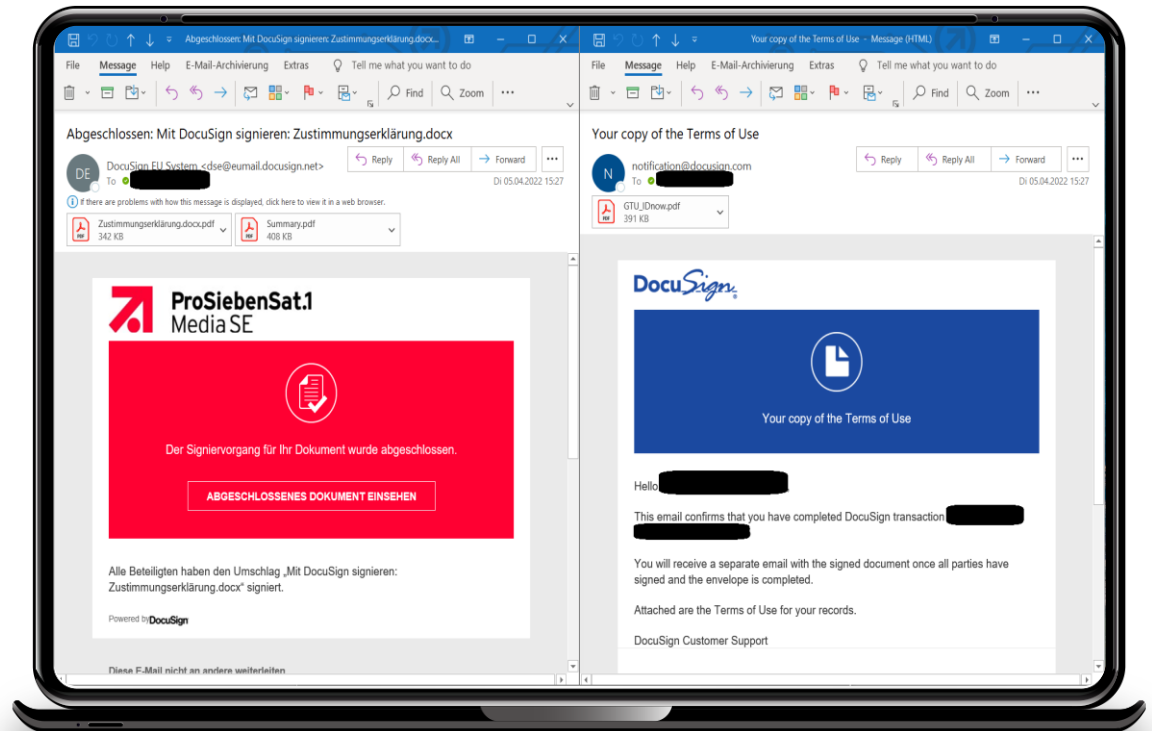 Abgeschlossen: Mit DocuSign signieren: Zustimmungserklärung.docx...
File Message Help E-Mail-Archivierung Extras Tell me what you want to do
Find Zoom
Abgeschlossen: Mit DocuSign signieren: Zustimmungserklärung.docx
DE
DocuSign EU System <dse@eumail.docusign.net>
To
Reply Reply All Forward
Di 05.04.2022 15:27
If there are problems with how this message is displayed, click here to view it in a web browser.
Zustimmungserklärung.docx.pdf
342 KB
Summary.pdf
408 KB
PDF PDF
ProSiebenSat.1
Media SE
Der Signiervorgang für Ihr Dokument wurde abgeschlossen.
ABGESCHLOSSENES DOKUMENT EINSEHEN
Alle Beteiligten haben den Umschlag „Mit DocuSign signieren:
Zustimmungserklärung.docx“ signiert.
Powered by DocuSign
Diese E-Mail nicht an andere weiterleiten
Your copy of the Terms of Use - Message (HTML)
File Message Help E-Mail-Archivierung Extras Tell me what you want to do
Find Zoom
Your copy of the Terms of Use
N
notification@docusign.com
To
Reply Reply All Forward
Di 05.04.2022 15:27
PDF
GTU_IDnow.pdf
391 KB
DocuSign
Your copy of the Terms of Use
Hello
This email confirms that you have completed DocuSign transaction
You will receive a separate email with the signed document once all parties have
signed and the envelope is completed.
Attached are the Terms of Use for your records.
DocuSign Customer Support